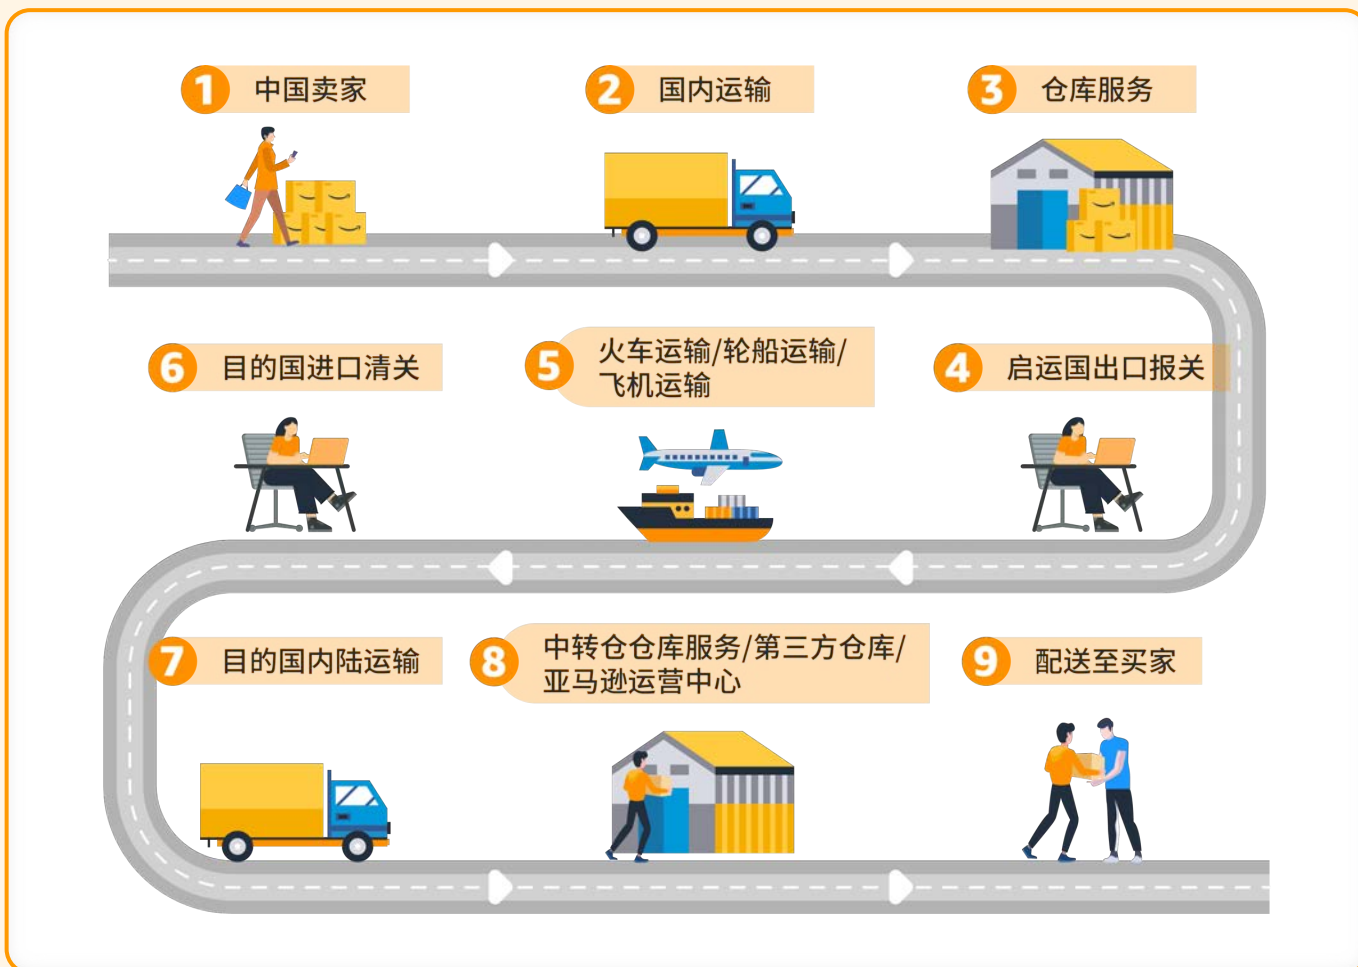 1 中国卖家
2 国内运输
3 仓库服务
4 启运国出口报关
5 火车运输/轮船运输/
飞机运输
6 目的国进口清关
7 目的国内陆运输
8 中转仓仓库服务/第三方仓库/
亚马逊运营中心
9 配送至买家